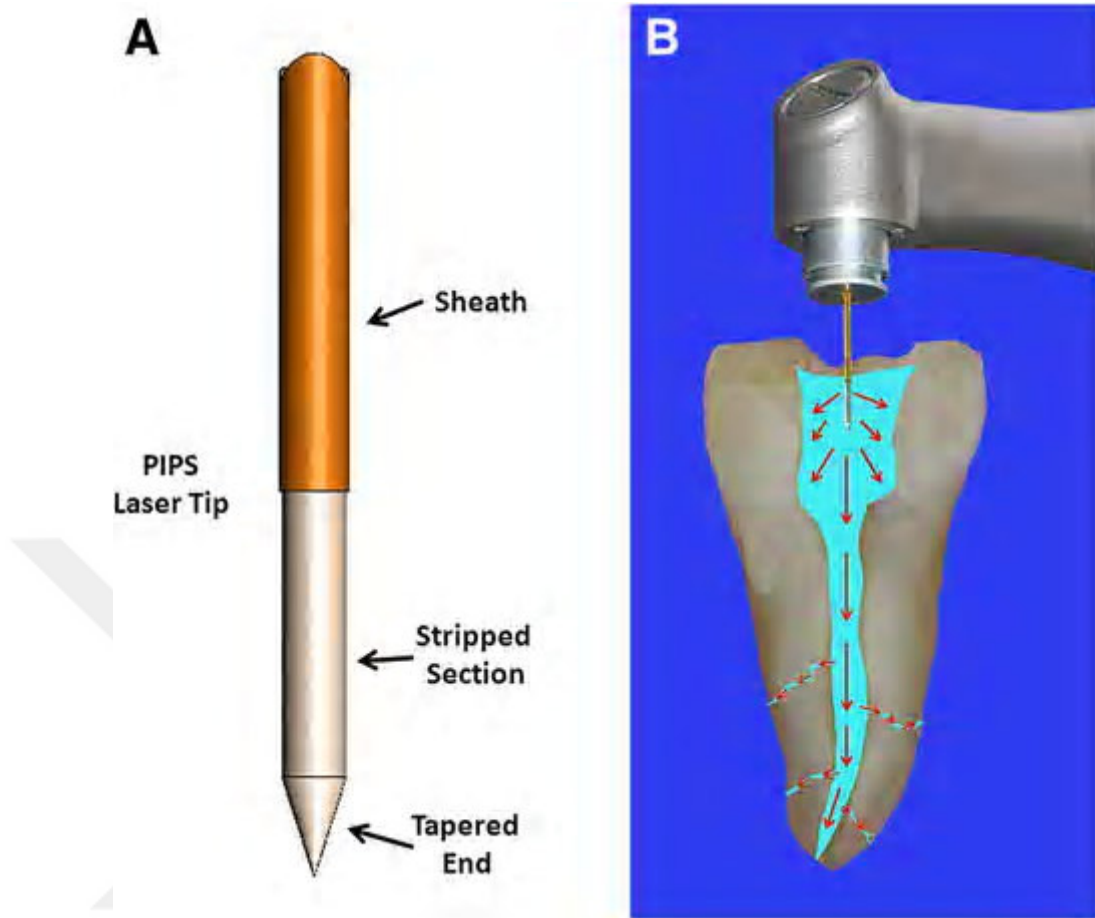 A
B
Sheath
PIPS
Laser Tip
Stripped
Section
Tapered
End